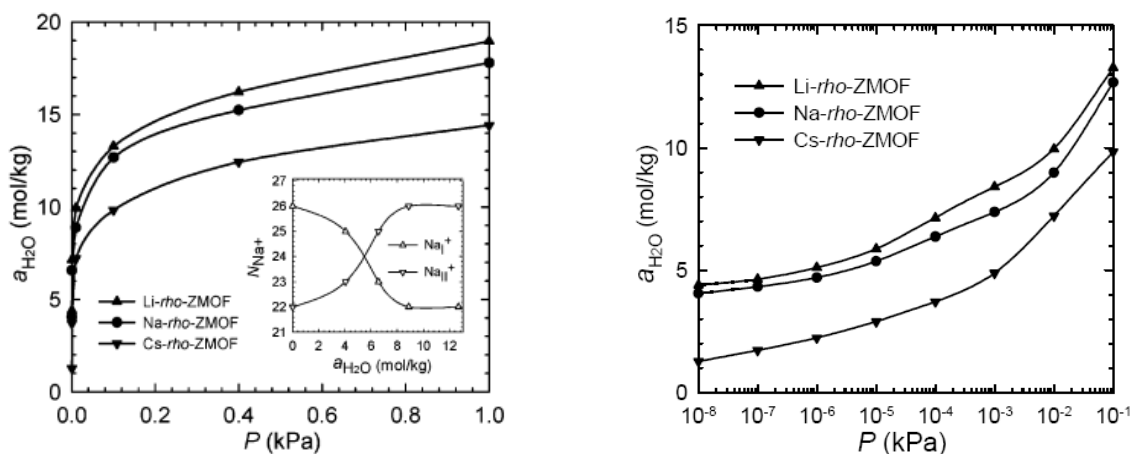 20
15
10
5
0
a_H2O (mol/kg)
0.0 0.2 0.4 0.6 0.8 1.0
P (kPa)
Li-rho-ZMOF
Na-rho-ZMOF
Cs-rho-ZMOF
27
26
25
24
23
22
21
N_Na+
Na_I^+
Na_II^+
0 2 4 6 8 10 12
a_H2O (mol/kg)
15
10
5
0
a_H2O (mol/kg)
Li-rho-ZMOF
Na-rho-ZMOF
Cs-rho-ZMOF
10^-8 10^-7 10^-6 10^-5 10^-4 10^-3 10^-2 10^-1
P (kPa)